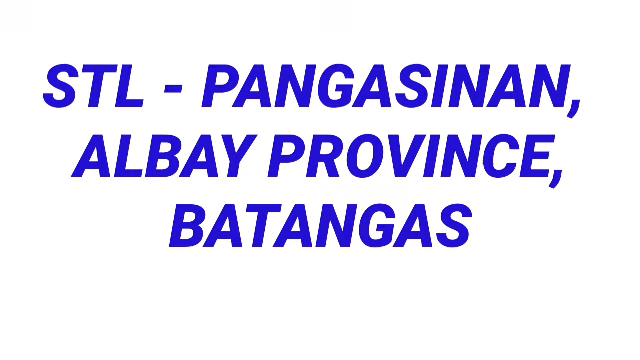 STL - PANGASINAN,
ALBAY PROVINCE,
BATANGAS